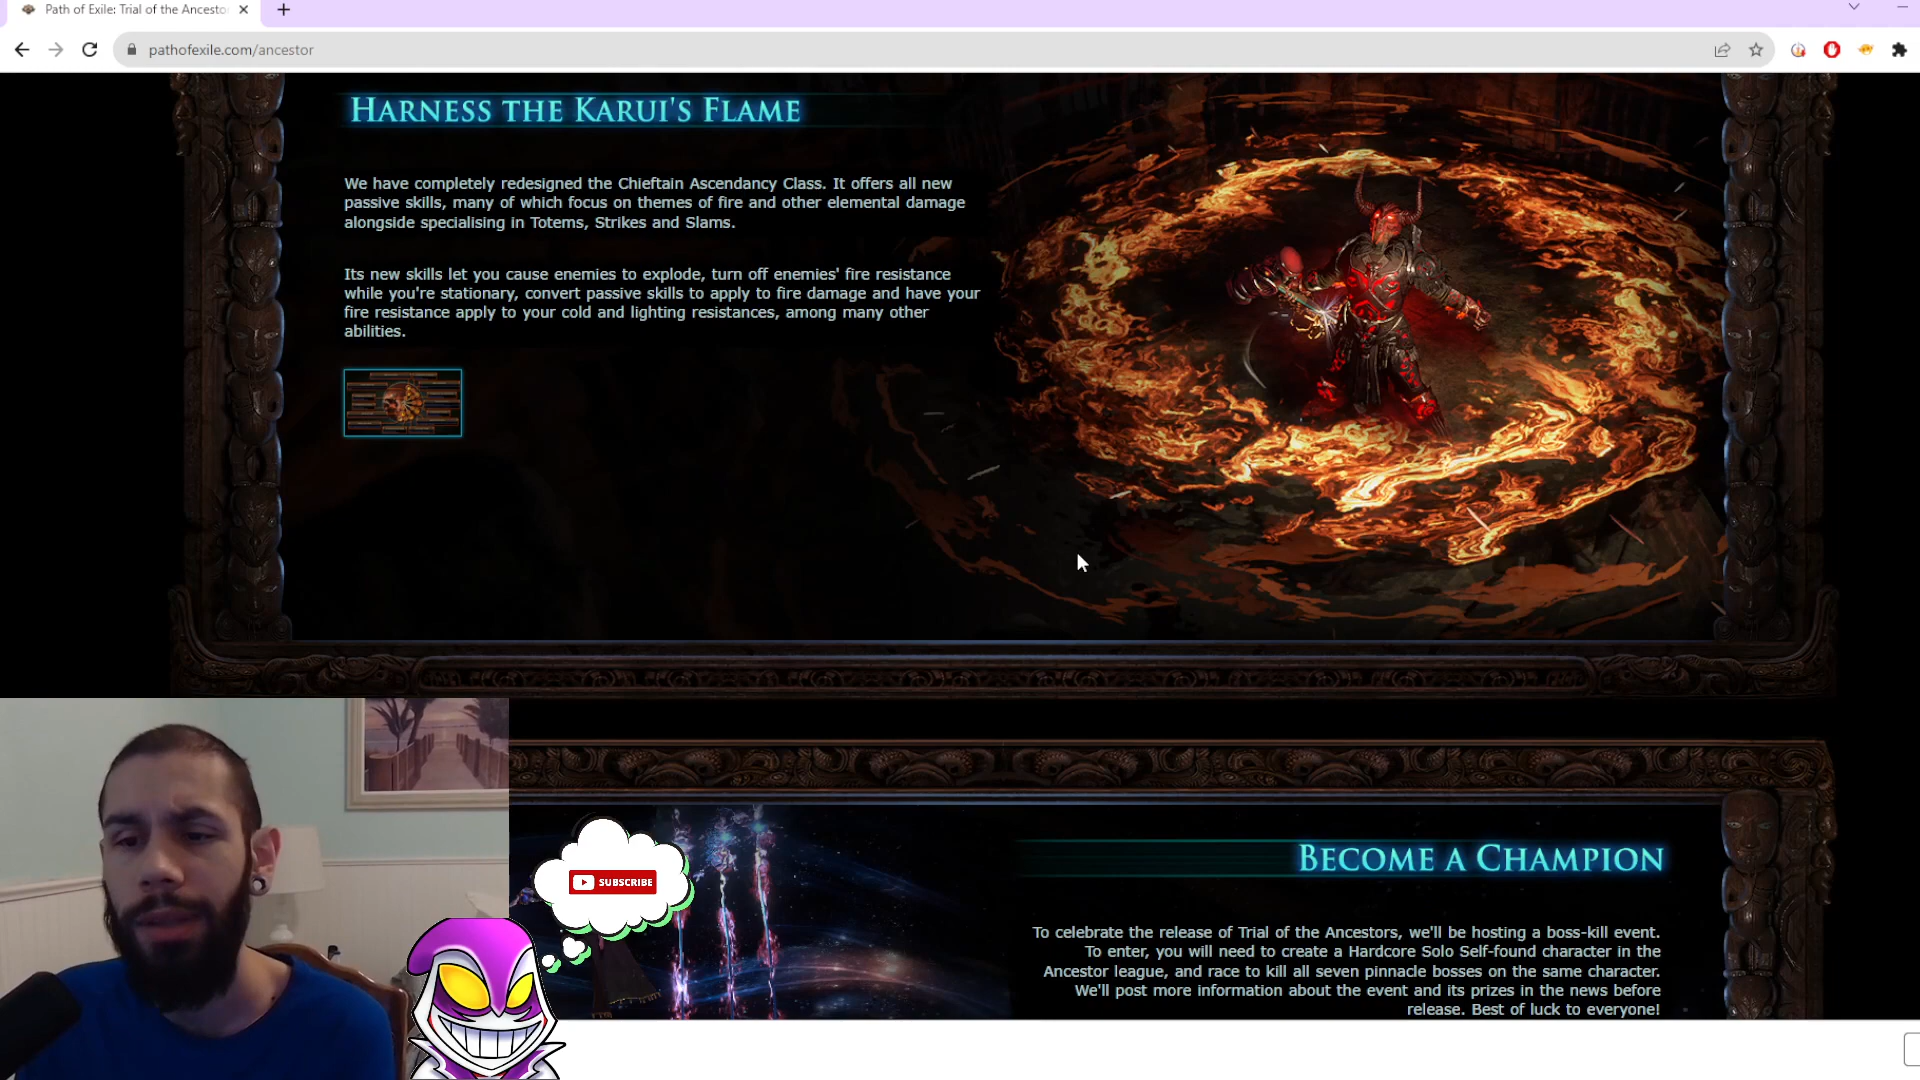 Path of Exile: Trial of the Ancesto
pathofexile.com/ancestor
HARNESS THE KARUI'S FLAME
We have completely redesigned the Chieftain Ascendancy Class. It offers all new
passive skills, many of which focus on themes of fire and other elemental damage
alongside specialising in Totems, Strikes and Slams.
Its new skills let you cause enemies to explode, turn off enemies' fire resistance
while you're stationary, convert passive skills to apply to fire damage and have your
fire resistance apply to your cold and lighting resistances, among many other
abilities.
SUBSCRIBE
BECOME A CHAMPION
To celebrate the release of Trial of the Ancestors, we'll be hosting a boss-kill event.
To enter, you will need to create a Hardcore Solo Self-found character in the
Ancestor league, and race to kill all seven pinnacle bosses on the same character.
We'll post more information about the event and its prizes in the news before
release. Best of luck to everyone!